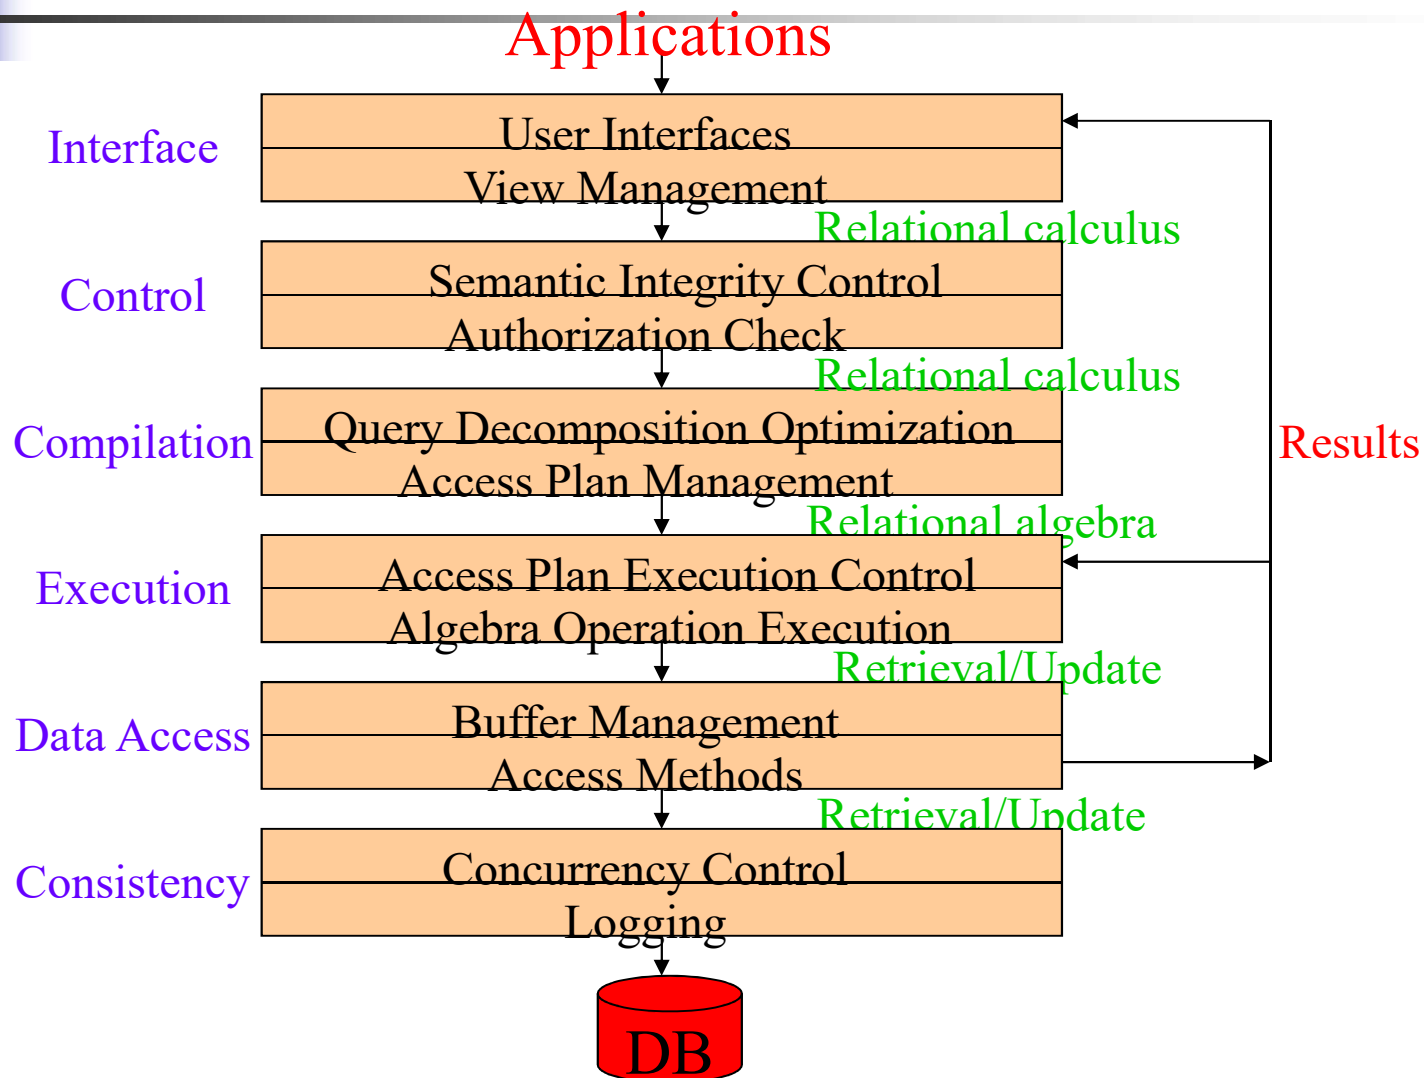 Applications
Interface
User Interfaces
View Management
Relational calculus
Control
Semantic Integrity Control
Authorization Check
Relational calculus
Compilation
Query Decomposition Optimization
Access Plan Management
Results
Relational algebra
Execution
Access Plan Execution Control
Algebra Operation Execution
Retrieval/Update
Data Access
Buffer Management
Access Methods
Retrieval/Update
Consistency
Concurrency Control
Logging
DB